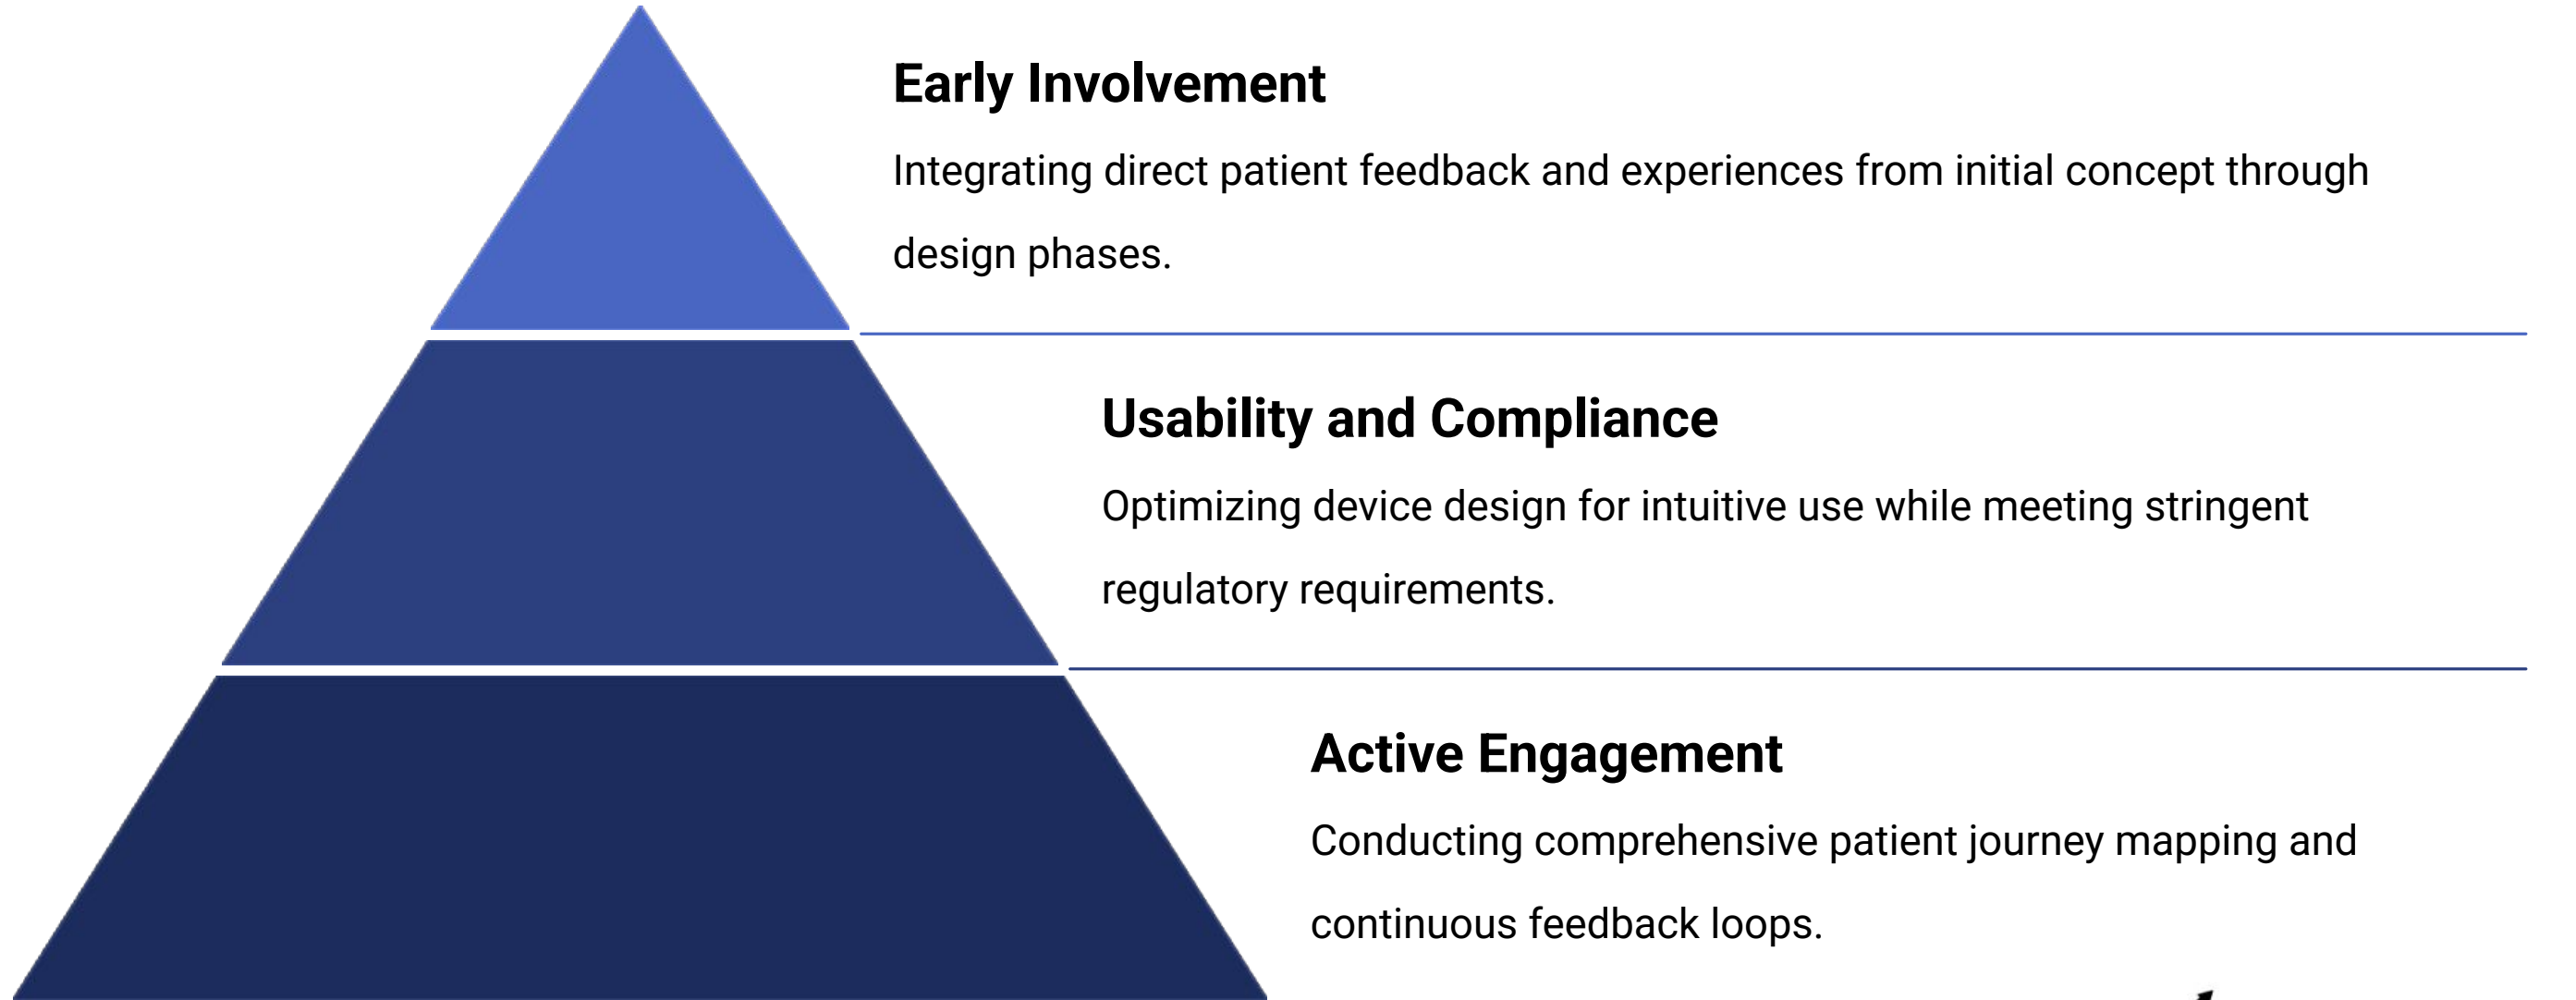 Early Involvement
Integrating direct patient feedback and experiences from initial concept through
design phases.
Usability and Compliance
Optimizing device design for intuitive use while meeting stringent
regulatory requirements.
Active Engagement
Conducting comprehensive patient journey mapping and
continuous feedback loops.